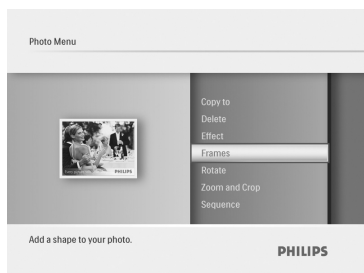 Photo Menu
Copy to
Delete
Effect
Frames
Rotate
Zoom and Crop
Sequence
PHILIPS
Add a shape to your photo.
PHILIPS